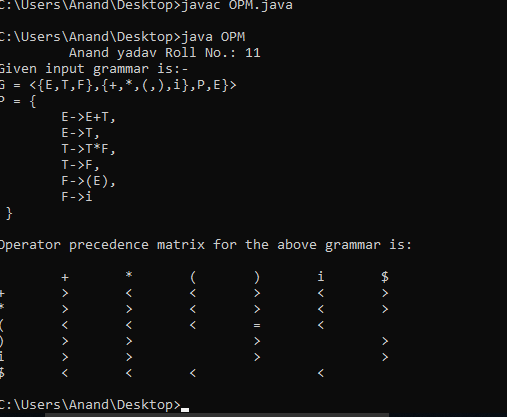 C:\Users\Anand\Desktop>javac OPM.java
C:\Users\Anand\Desktop>java OPM
Anand yadav Roll No.: 11
Given input grammar is:-
G = <{E,T,F},{+,*,(,),i},P,E}>
P = {
E->E+T,
E->T,
T->T*F,
T->F,
F->(E),
F->i
}
Operator precedence matrix for the above grammar is:
+ * ( ) i $
+ > < < > < >
* > > < > < >
( < < < = <
) > > > >
i > > > >
$ < < < <
C:\Users\Anand\Desktop>